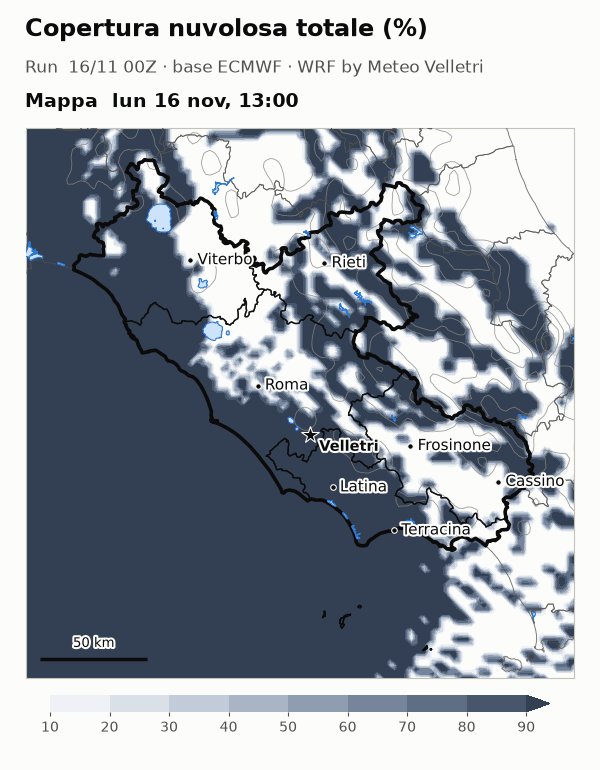 Copertura nuvolosa totale (%)
Run 16/11 00Z · base ECMWF · WRF by Meteo Velletri
Mappa lun 16 nov, 13:00
Viterbo
Rieti
Roma
Velletri
Frosinone
Cassino
Latina
Terracina
50 km
10 20 30 40 50 60 70 80 90